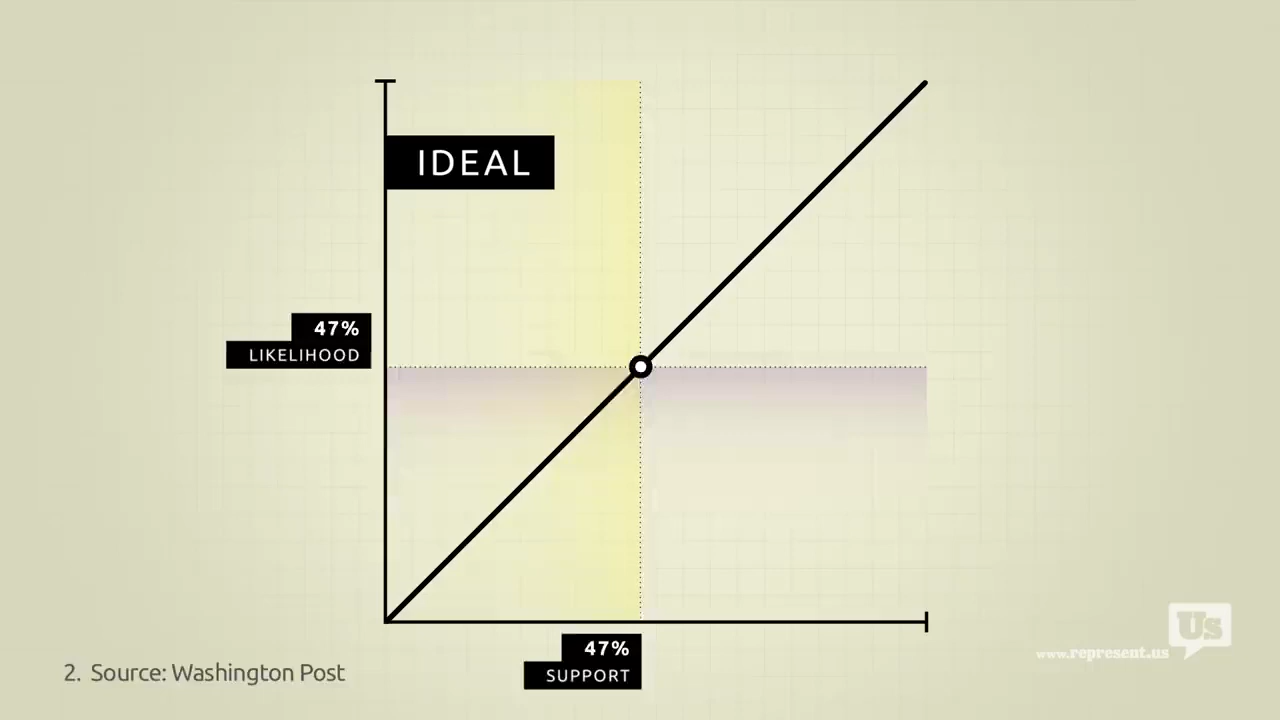 IDEAL
47%
LIKELIHOOD
47%
SUPPORT
2. Source: Washington Post
Us
www.represent.us